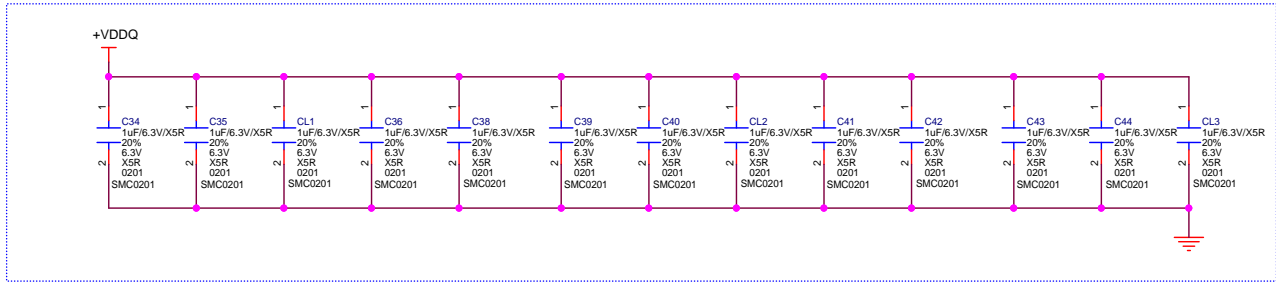 +VDDQ
1
C34
1uF/6.3V/X5R
20%
6.3V
X5R
0201
SMC0201
2
1
C35
1uF/6.3V/X5R
20%
6.3V
X5R
0201
SMC0201
2
1
CL1
1uF/6.3V/X5R
20%
6.3V
X5R
0201
SMC0201
2
1
C36
1uF/6.3V/X5R
20%
6.3V
X5R
0201
SMC0201
2
1
C38
1uF/6.3V/X5R
20%
6.3V
X5R
0201
SMC0201
2
1
C39
1uF/6.3V/X5R
20%
6.3V
X5R
0201
SMC0201
2
1
C40
1uF/6.3V/X5R
20%
6.3V
X5R
0201
SMC0201
2
1
CL2
1uF/6.3V/X5R
20%
6.3V
X5R
0201
SMC0201
2
1
C41
1uF/6.3V/X5R
20%
6.3V
X5R
0201
SMC0201
2
1
C42
1uF/6.3V/X5R
20%
6.3V
X5R
0201
SMC0201
2
1
C43
1uF/6.3V/X5R
20%
6.3V
X5R
0201
SMC0201
2
1
C44
1uF/6.3V/X5R
20%
6.3V
X5R
0201
SMC0201
2
1
CL3
1uF/6.3V/X5R
20%
6.3V
X5R
0201
SMC0201
2